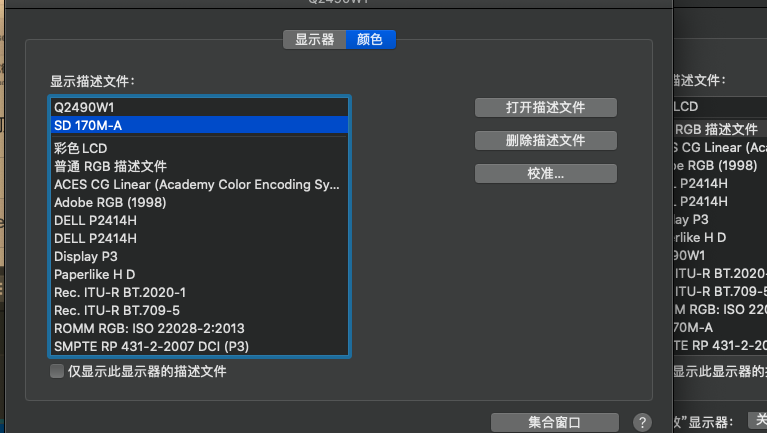 Q2490W1
显示器
颜色
显示描述文件：
Q2490W1
SD 170M-A
彩色 LCD
普通 RGB 描述文件
ACES CG Linear (Academy Color Encoding Sy...
Adobe RGB (1998)
DELL P2414H
DELL P2414H
Display P3
Paperlike H D
Rec. ITU-R BT.2020-1
Rec. ITU-R BT.709-5
ROMM RGB: ISO 22028-2:2013
SMPTE RP 431-2-2007 DCI (P3)
仅显示此显示器的描述文件
打开描述文件
删除描述文件
校准...
集合窗口
?
描述文件：
LCD
RGB 描述文件
S CG Linear (Aca
be RGB (1998)
L P2414H
L P2414H
lay P3
erlike H D
90W1
ITU-R BT.2020-
ITU-R BT.709-5
M RGB: ISO 220
70M-A
TE RP 431-2-20
显示此显示器的描
”显示器：
关